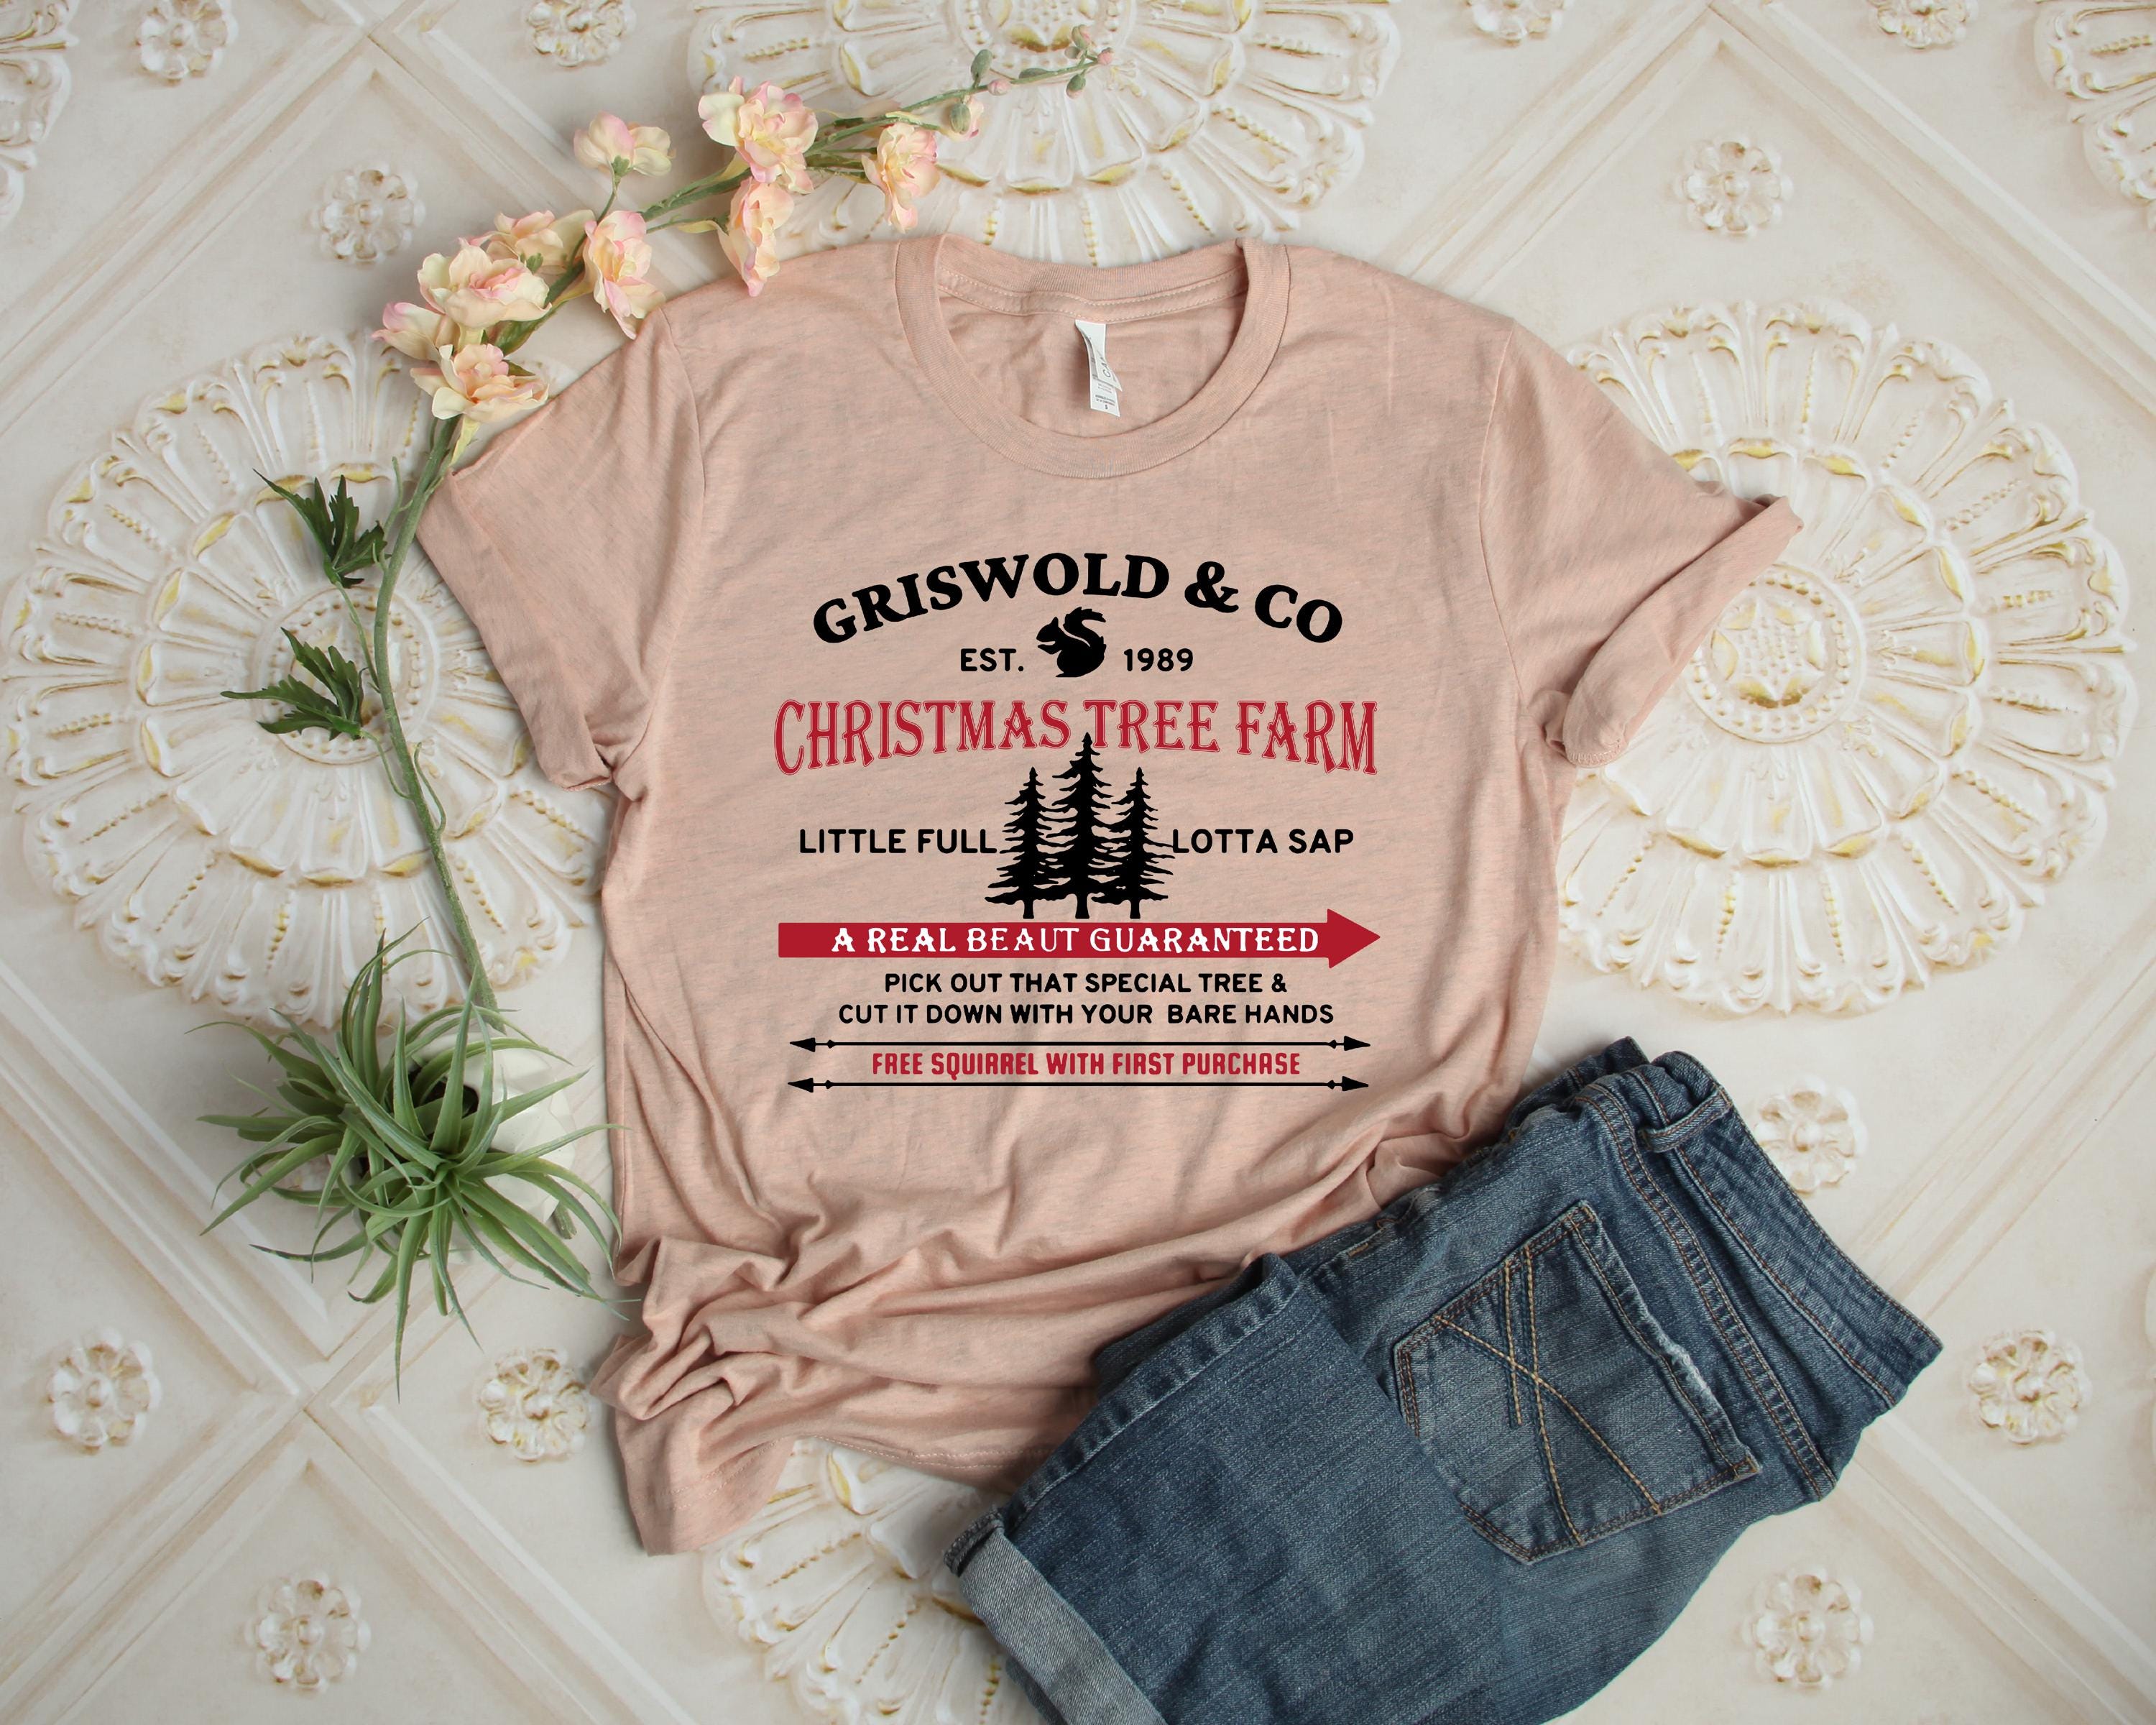 GRISWOLD & CO
EST. 1989
CHRISTMAS TREE FARM
LITTLE FULL LOTTA SAP
A REAL BEAUT GUARANTEED
PICK OUT THAT SPECIAL TREE &
CUT IT DOWN WITH YOUR BARE HANDS
FREE SQUIRREL WITH FIRST PURCHASE